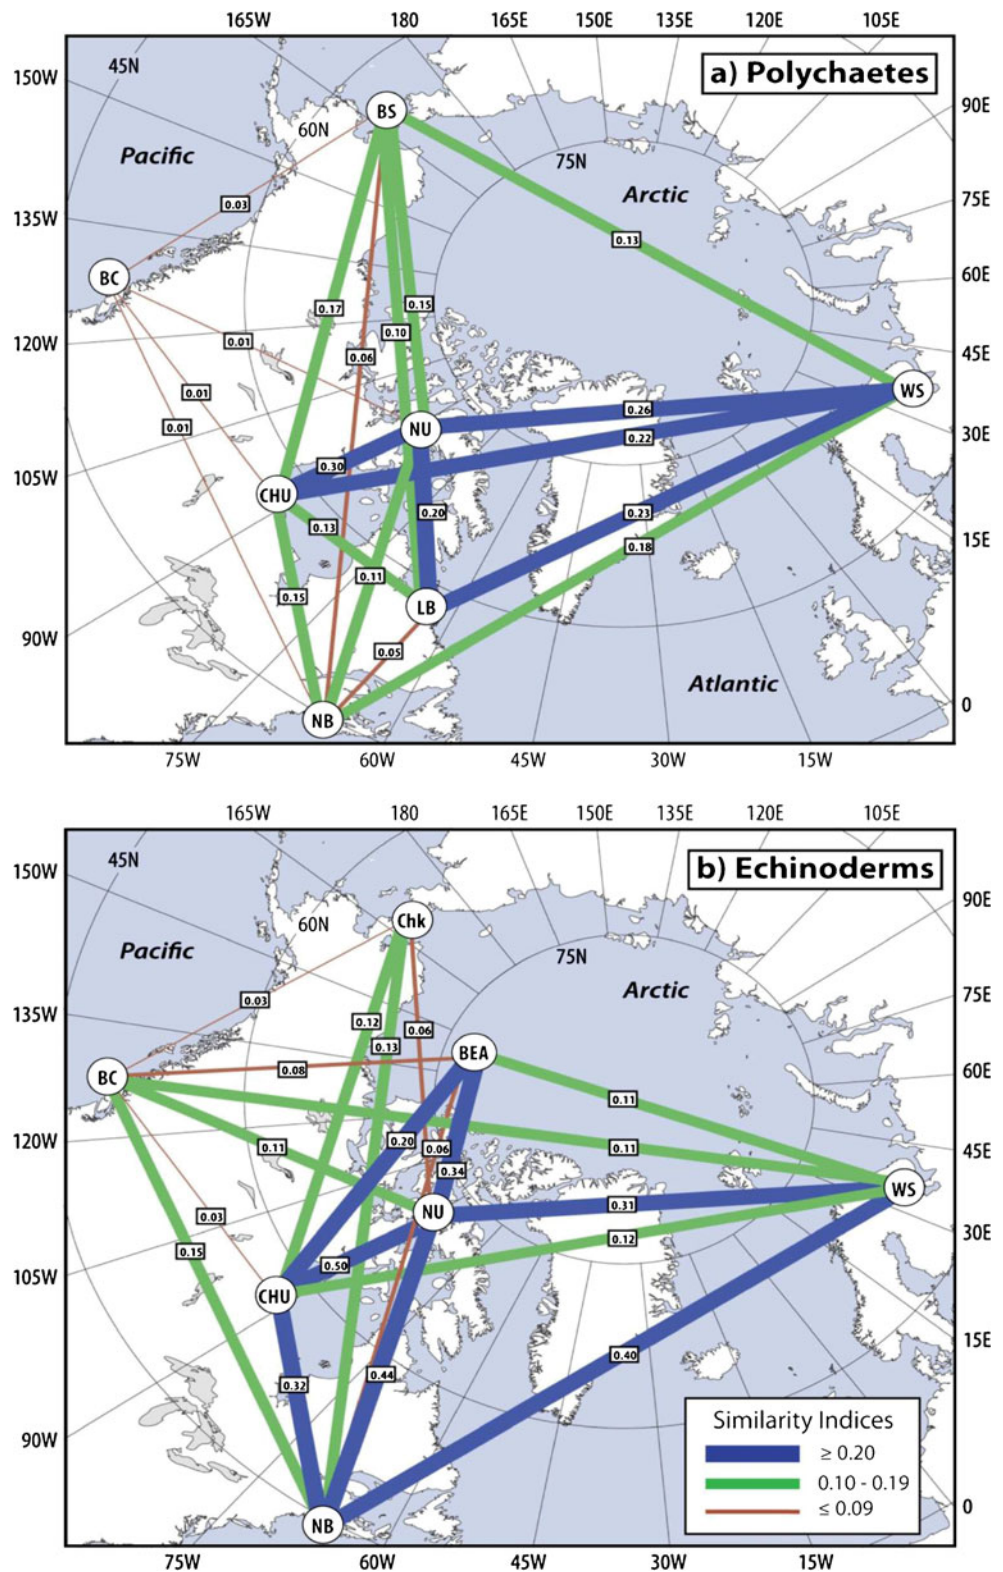 165W 180 165E 150E 135E 120E 105E
45N
a) Polychaetes
150W
BS
90E
60N
Pacific
75N
Arctic
75E
0.03
135W
0.13
BC
60E
0.17
0.15
0.10
0.01
120W
0.06
45E
WS
0.01
0.26
0.01
NU
0.22
30E
0.30
105W
CHU
0.20
0.23
0.13
15E
0.18
0.11
0.15
LB
90W
0.05
Atlantic
0
NB
75W 60W 45W 30W 15W
165W 180 165E 150E 135E 120E 105E
45N
b) Echinoderms
150W
90E
Chk
60N
Pacific
75N
Arctic
75E
0.03
135W
0.12
0.06
0.13
BEA
0.08
60E
BC
0.11
120W
0.20
0.11
0.06
0.11
45E
0.34
WS
0.31
NU
0.03
30E
0.12
0.15
0.50
105W
CHU
15E
0.40
0.44
0.32
Similarity Indices
90W
≥ 0.20
0.10 - 0.19
0
≤ 0.09
NB
75W 60W 45W 30W 15W